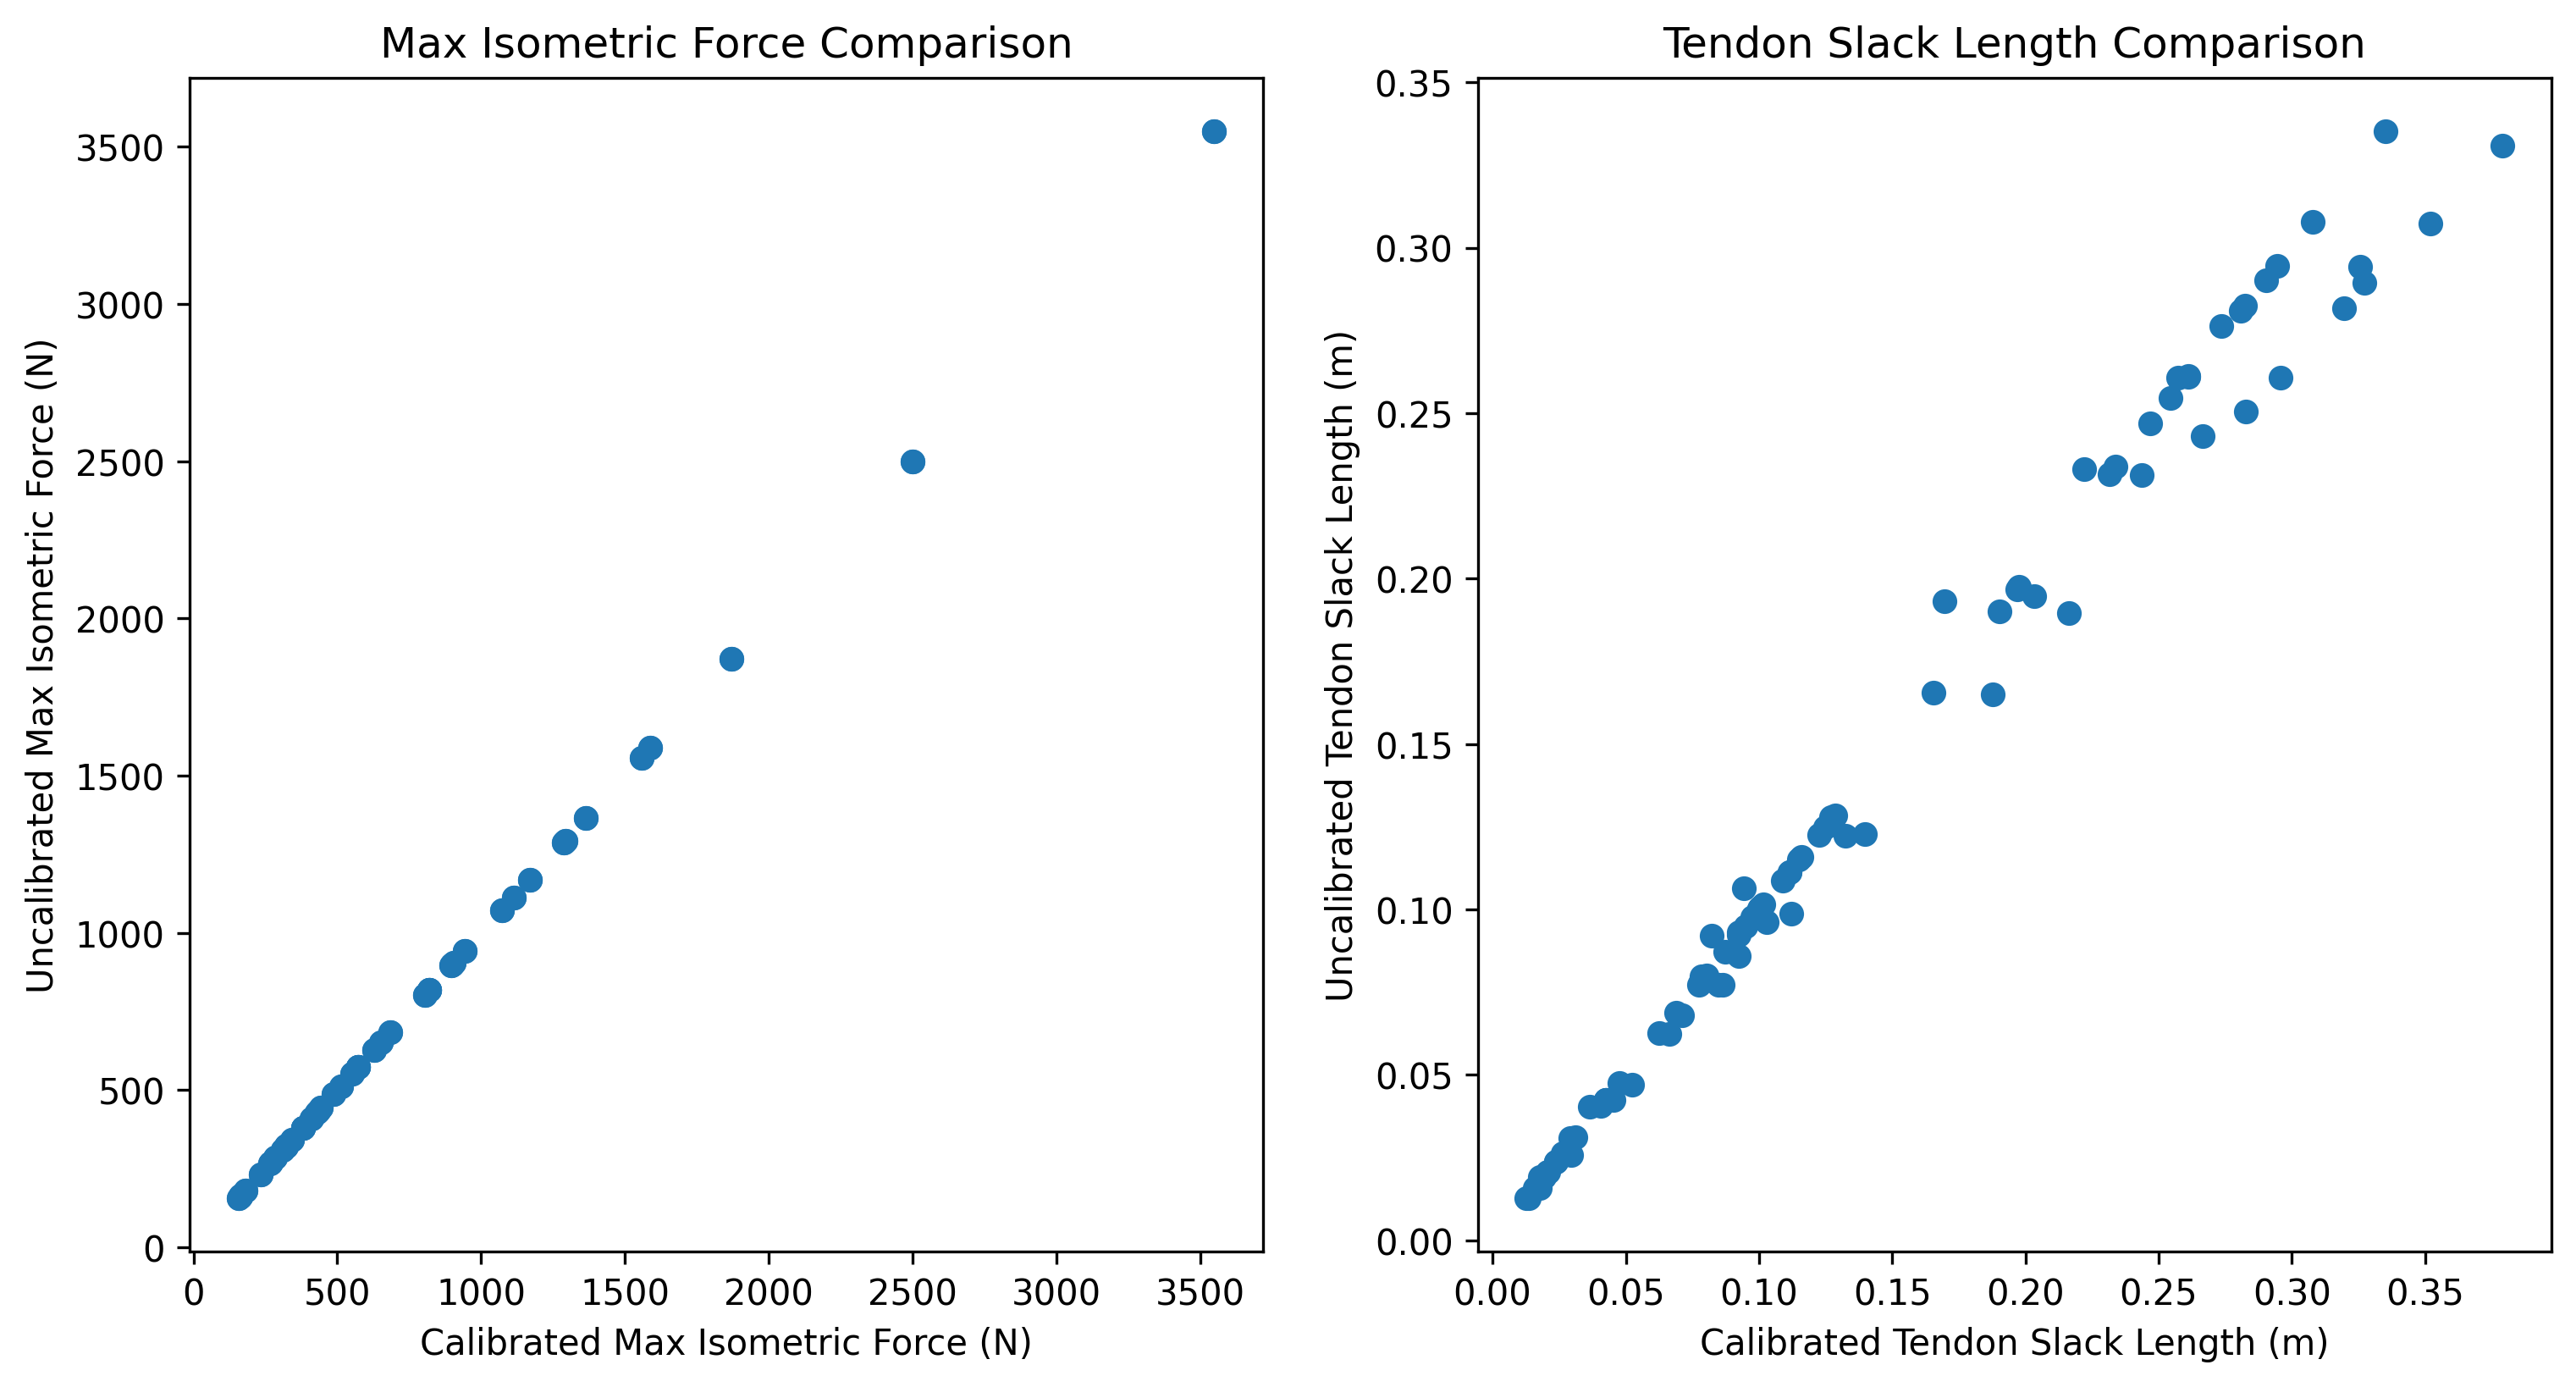 Max Isometric Force Comparison
Uncalibrated Max Isometric Force (N)
3500
3000
2500
2000
1500
1000
500
0
0 500 1000 1500 2000 2500 3000 3500
Calibrated Max Isometric Force (N)
Tendon Slack Length Comparison
Uncalibrated Tendon Slack Length (m)
0.35
0.30
0.25
0.20
0.15
0.10
0.05
0.00
0.00 0.05 0.10 0.15 0.20 0.25 0.30 0.35
Calibrated Tendon Slack Length (m)